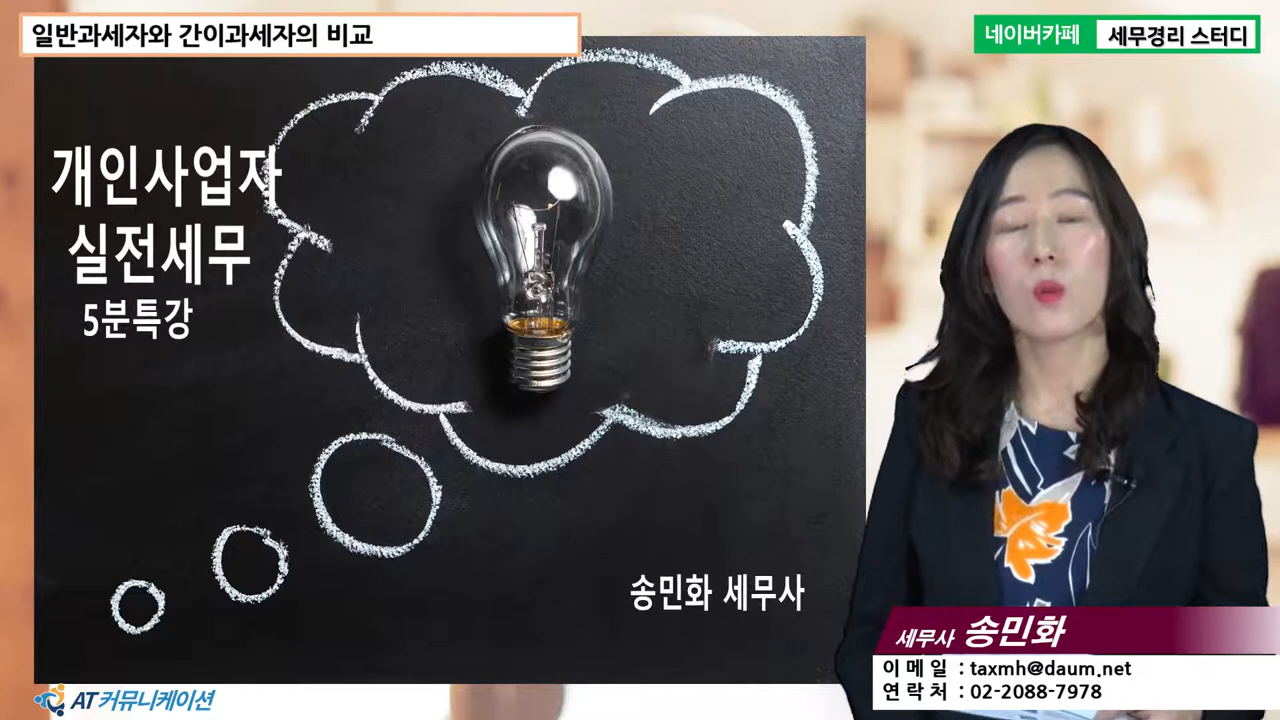 일반과세자와 간이과세자의 비교
네이버카페 세무경리 스터디
개인사업자
실전세무
5분특강
송민화 세무사
세무사 송민화
이 메 일 : taxmh@daum.net
연 락 처 : 02-2088-7978
AT커뮤니케이션